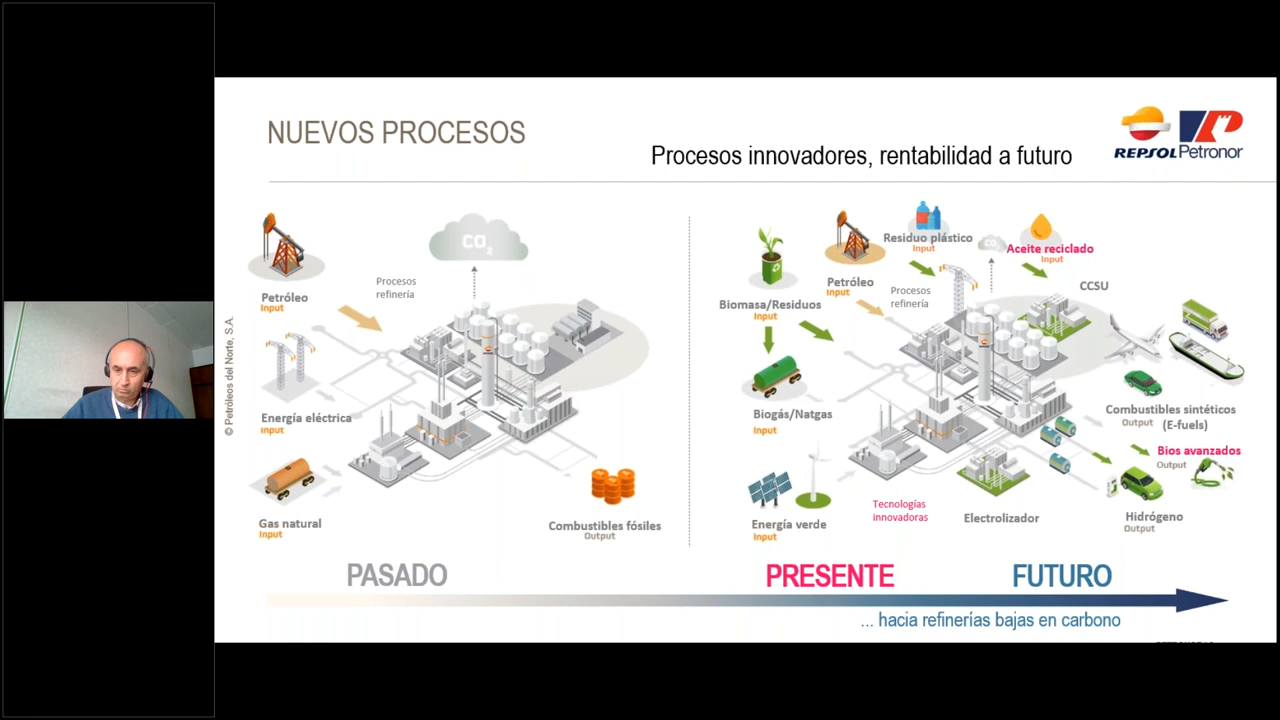 NUEVOS PROCESOS
Procesos innovadores, rentabilidad a futuro
REPSOL Petronor
© Petróleos del Norte, S.A.
CO2
Procesos
refinería
Petróleo
Input
Energía eléctrica
Input
Gas natural
Input
Combustibles fósiles
Output
Residuo plástico
Input
CO2
Aceite reciclado
Input
Petróleo
Input
Procesos
refinería
CCSU
Biomasa/Residuos
Input
Biogás/Natgas
Input
Combustibles sintéticos
Output (E-fuels)
Bios avanzados
Output
Energía verde
Input
Tecnologías
innovadoras
Electrolizador
Hidrógeno
Output
PASADO
PRESENTE
FUTURO
... hacia refinerías bajas en carbono